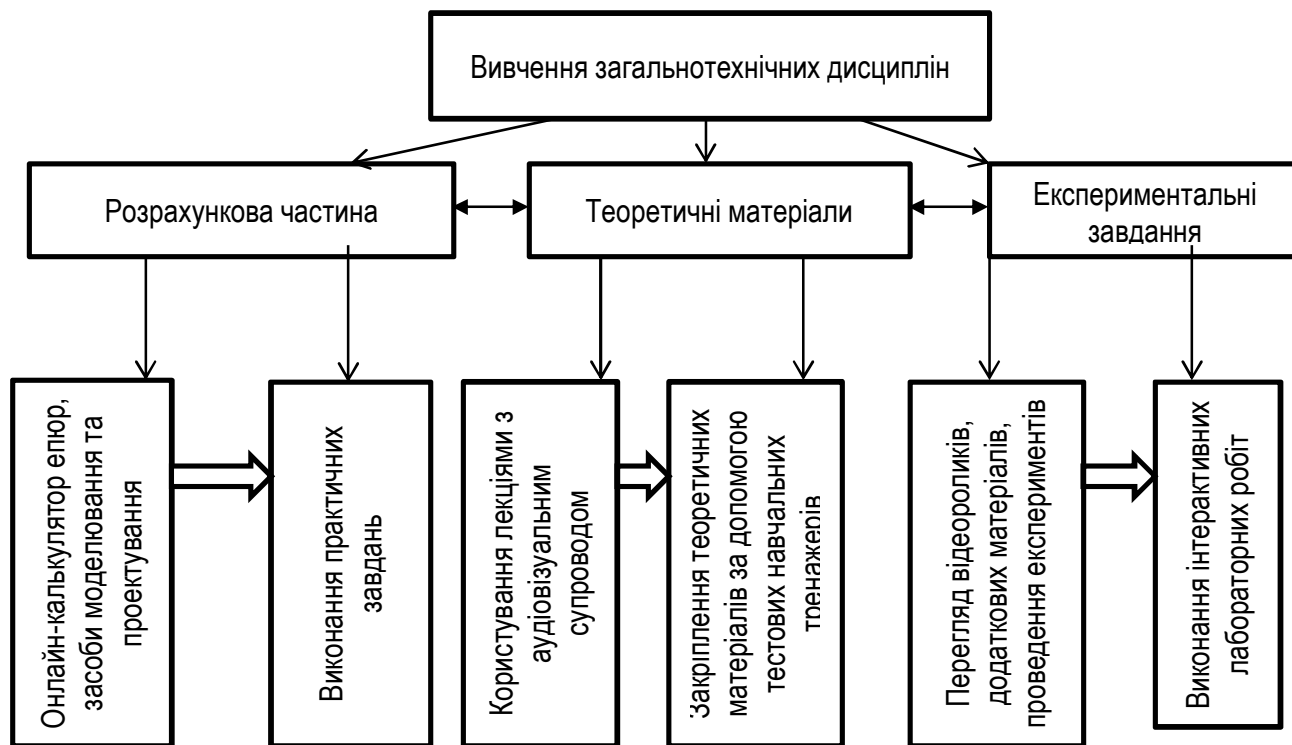 Вивчення загальнотехнічних дисциплін
Розрахункова частина
Теоретичні матеріали
Експериментальні
завдання
Онлайн-калькулятор епюр,
засоби моделювання та
проектування
Виконання практичних
завдань
Користування лекціями з
аудіовізуальним
супроводом
Закріплення теоретичних
матеріалів за допомогою
тестових навчальних
тренажерів
Перегляд відеороликів,
додаткових матеріалів,
проведення експериментів
Виконання інтерактивних
лабораторних робіт